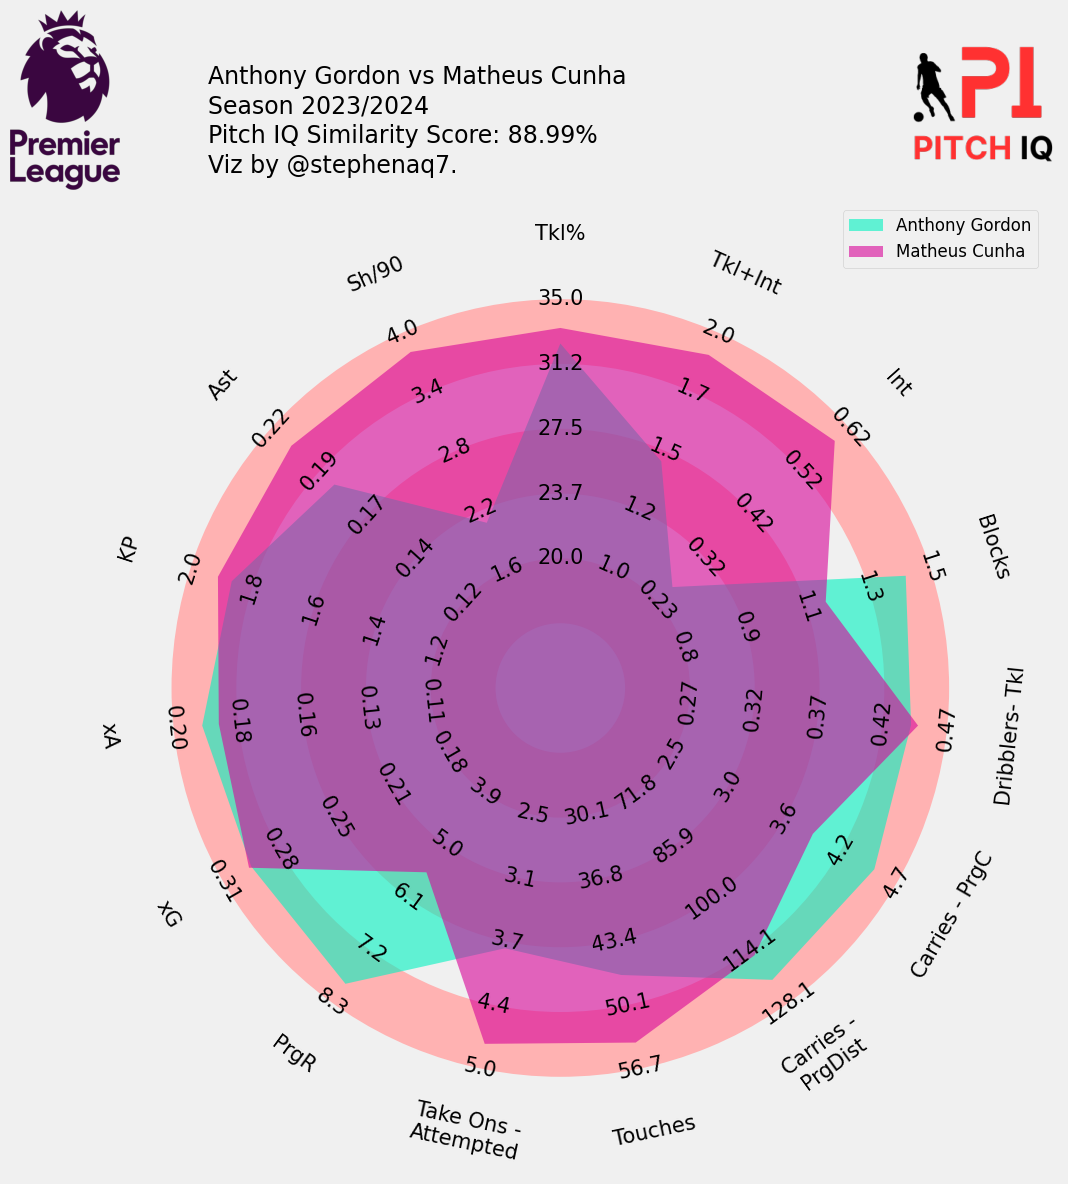 Premier
League
Anthony Gordon vs Matheus Cunha
Season 2023/2024
Pitch IQ Similarity Score: 88.99%
Viz by @stephenaq7.
PI
PITCH IQ
Anthony Gordon
Matheus Cunha
Tkl%
20.0
23.7
27.5
31.2
35.0
Tkl+Int
1.0
1.2
1.5
1.7
2.0
Int
0.23
0.32
0.42
0.52
0.62
Blocks
0.8
0.9
1.1
1.3
1.5
Dribblers- Tkl
0.27
0.32
0.37
0.42
0.47
Carries - PrgC
2.5
3.0
3.6
4.2
4.7
Carries -
PrgDist
71.8
85.9
100.0
114.1
128.1
Touches
30.1
36.8
43.4
50.1
56.7
Take Ons -
Attempted
2.5
3.1
3.7
4.4
5.0
PrgR
3.9
5.0
6.1
7.2
8.3
xG
0.18
0.21
0.25
0.28
0.31
xA
0.11
0.13
0.16
0.18
0.20
KP
1.2
1.4
1.6
1.8
2.0
Ast
0.12
0.14
0.17
0.19
0.22
Sh/90
1.6
2.2
2.8
3.4
4.0